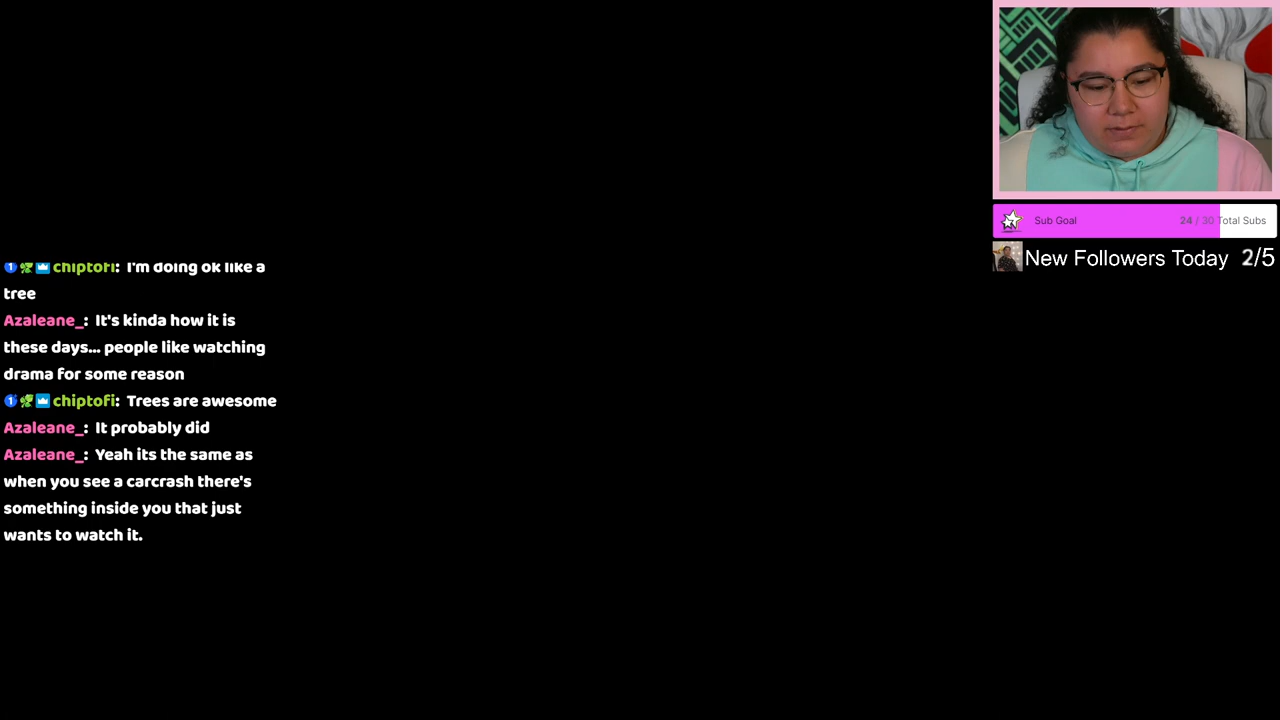 chiptofi: I'm doing ok like a
tree
Azaleane_: It's kinda how it is
these days... people like watching
drama for some reason
chiptofi: Trees are awesome
Azaleane_: It probably did
Azaleane_: Yeah its the same as
when you see a carcrash there's
something inside you that just
wants to watch it.
Sub Goal 24 / 30 Total Subs
New Followers Today 2/5